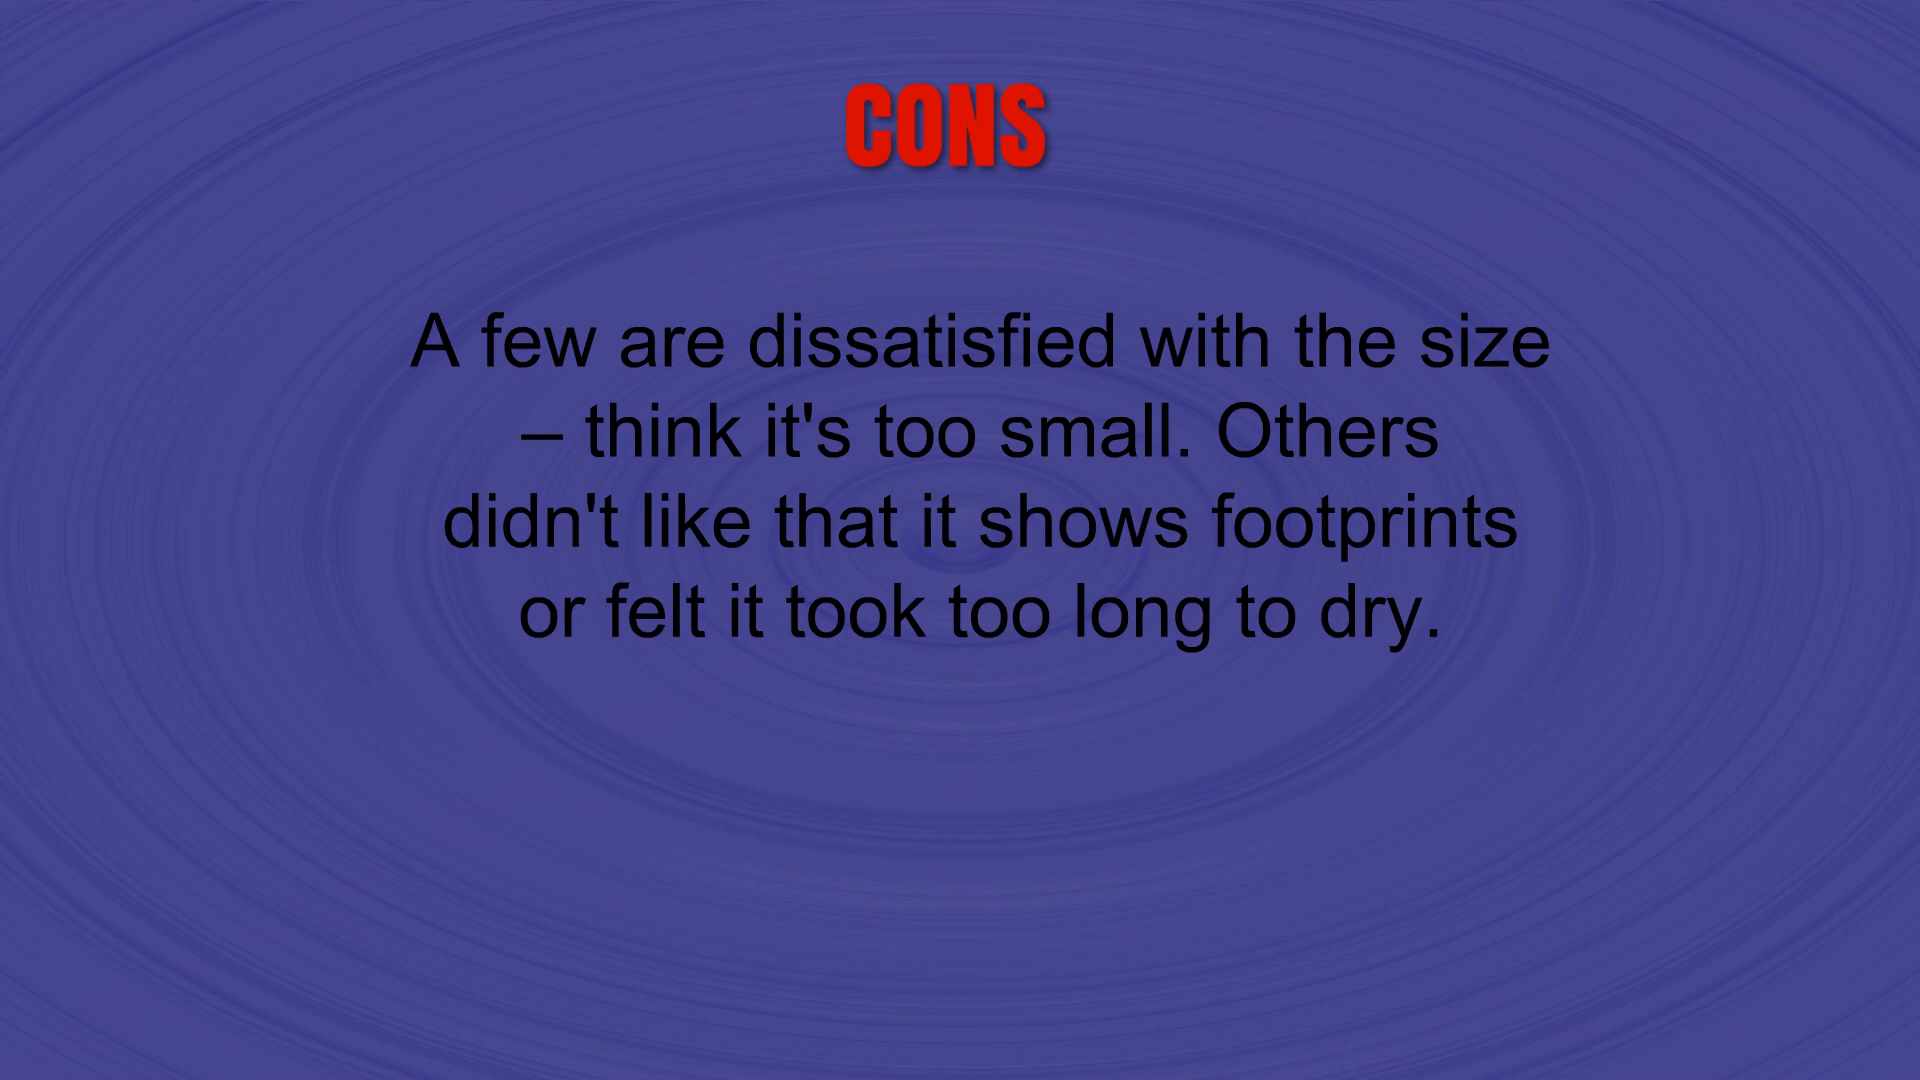 CONS
A few are dissatisfied with the size
– think it's too small. Others
didn't like that it shows footprints
or felt it took too long to dry.